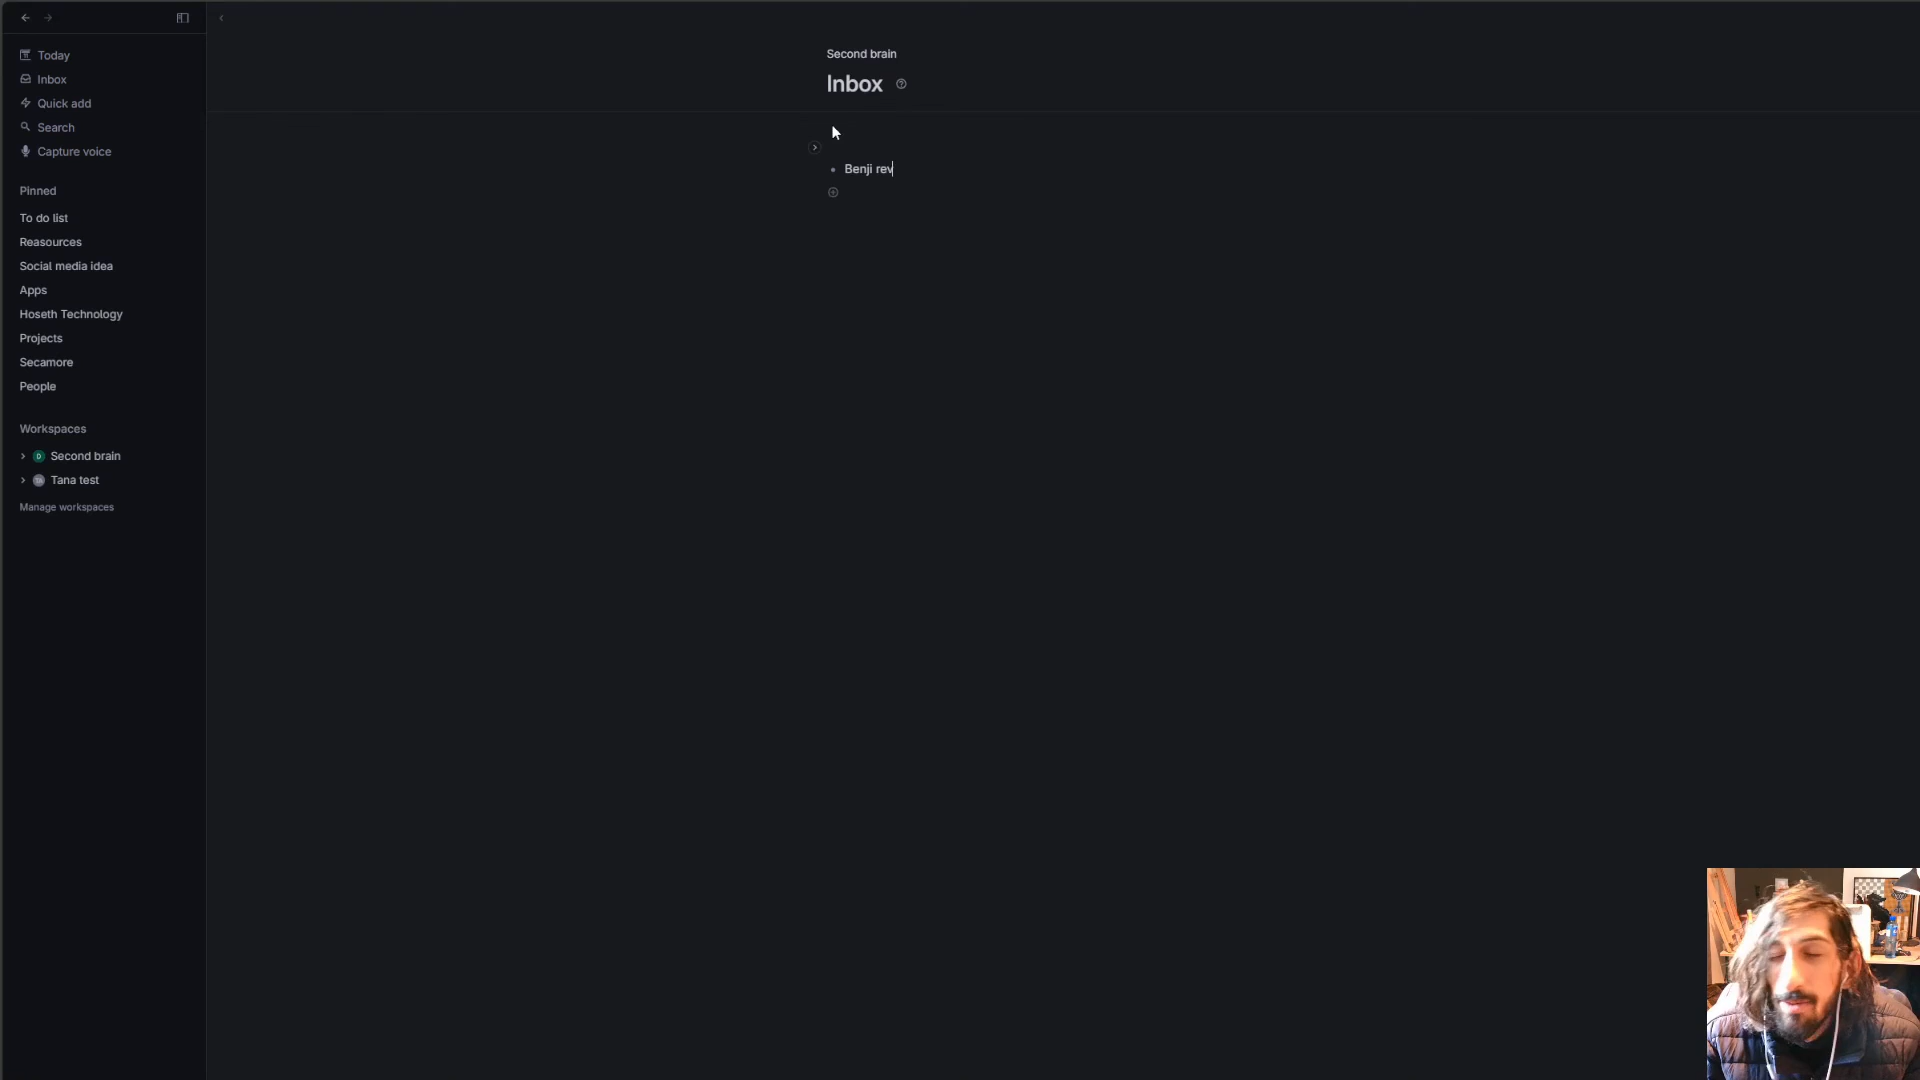 Today
Inbox
Quick add
Search
Capture voice
Pinned
To do list
Reasources
Social media idea
Apps
Hoseth Technology
Projects
Secamore
People
Workspaces
D Second brain
TA Tana test
Manage workspaces
Second brain
Inbox
Benji rev